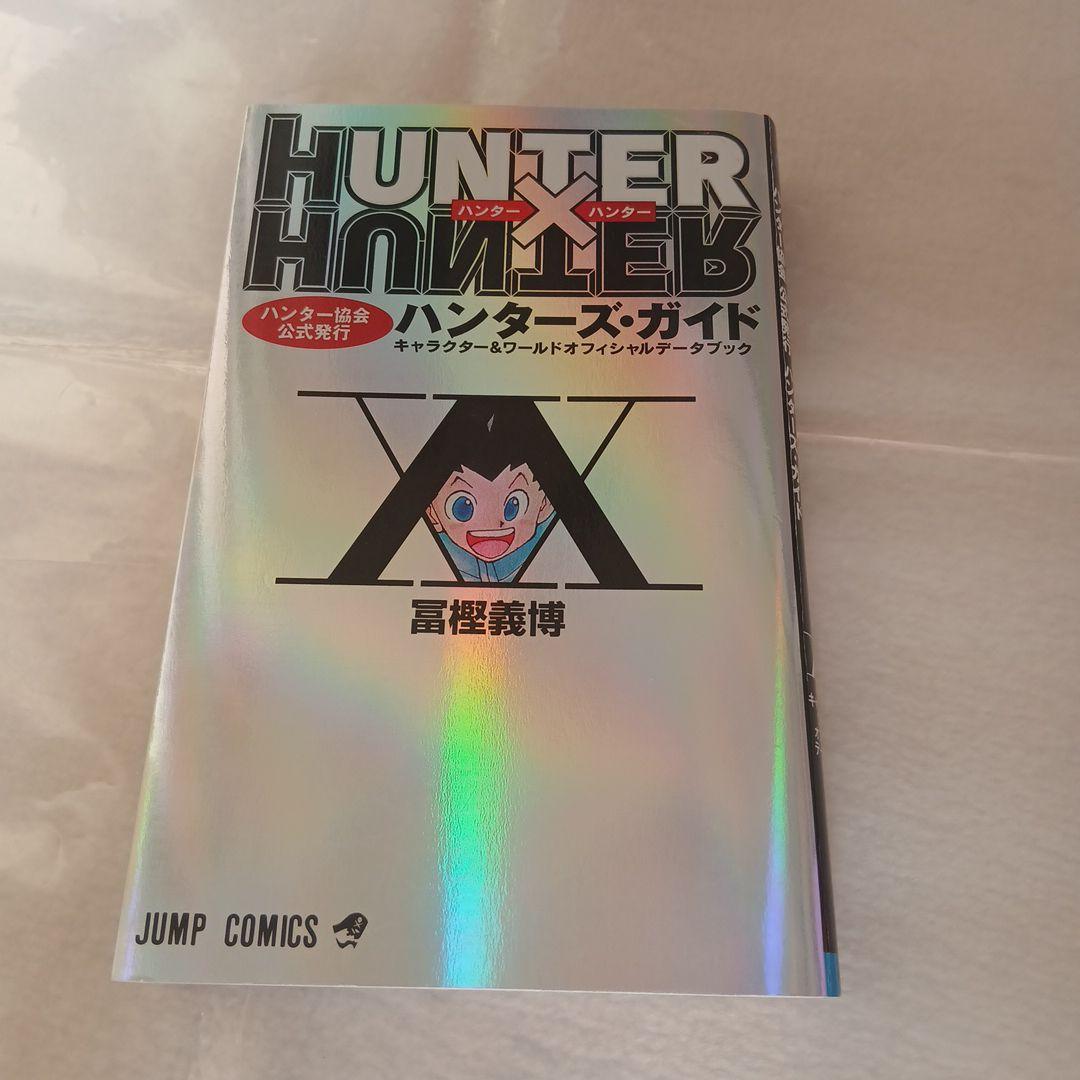 HUNTER
ハンター×ハンター
HUNTER
ハンター協会
公式発行
ハンターズ・ガイド
キャラクター&ワールドオフィシャルデータブック
冨樫義博
JUMP COMICS